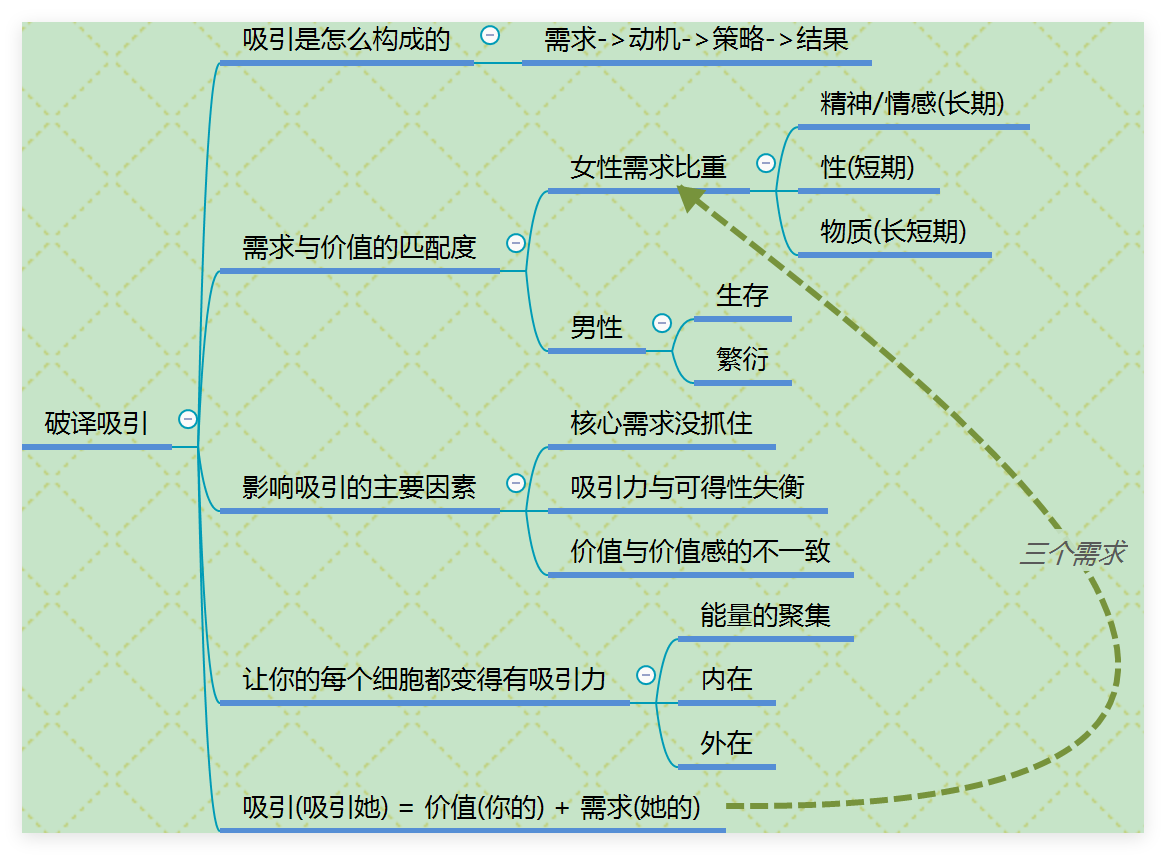 吸引是怎么构成的
需求->动机->策略->结果
精神/情感(长期)
女性需求比重
性(短期)
物质(长短期)
需求与价值的匹配度
生存
男性
繁衍
破译吸引
核心需求没抓住
影响吸引的主要因素
吸引力与可得性失衡
价值与价值感的不一致
三个需求
能量的聚集
让你的每个细胞都变得有吸引力
内在
外在
吸引(吸引她) = 价值(你的) + 需求(她的)